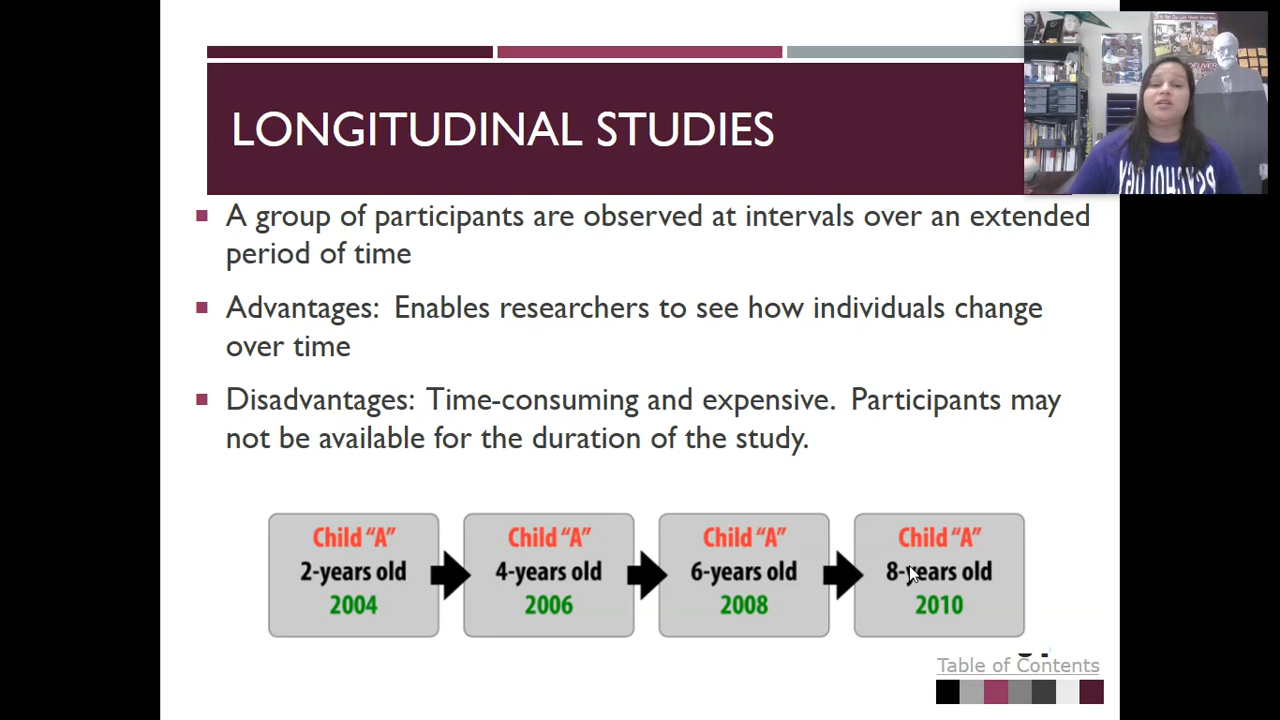 LONGITUDINAL STUDIES
A group of participants are observed at intervals over an extended
period of time
Advantages: Enables researchers to see how individuals change
over time
Disadvantages: Time-consuming and expensive. Participants may
not be available for the duration of the study.
Child “A”
2-years old
2004
Child “A”
4-years old
2006
Child “A”
6-years old
2008
Child “A”
8-years old
2010
Table of Contents
PSYCHOLOGY